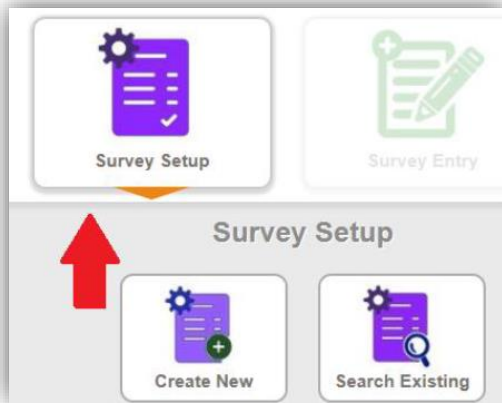 Survey Setup
Survey Entry
Survey Setup
Create New
Search Existing